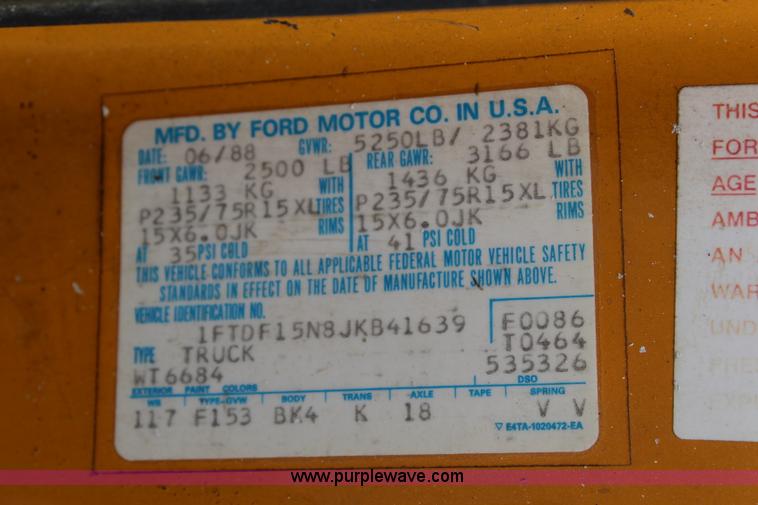 MFD. BY FORD MOTOR CO. IN U.S.A.
DATE: 06/88 GVWR: 5250LB/ 2381KG
FRONT GAWR: 2500 LB REAR GAWR: 3166 LB
1133 KG WITH 1436 KG WITH
P235/75R15XL TIRES P235/75R15XL TIRES
15X6.0JK RIMS 15X6.0JK RIMS
AT 35 PSI COLD AT 41 PSI COLD
THIS VEHICLE CONFORMS TO ALL APPLICABLE FEDERAL MOTOR VEHICLE SAFETY
STANDARDS IN EFFECT ON THE DATE OF MANUFACTURE SHOWN ABOVE.
VEHICLE IDENTIFICATION NO.
1FTDF15N8JKB41639 F0086
TYPE TRUCK T0464
WT6684 535326
EXTERIOR PAINT COLORS DSO
WB TYPE-GVW BODY TRANS AXLE TAPE SPRING
117 F153 BK4 K 18 V V
▽ E4TA-1020472-EA
THIS
FOR
AGE
AMB
AN
WAR
UND
www.purplewave.com